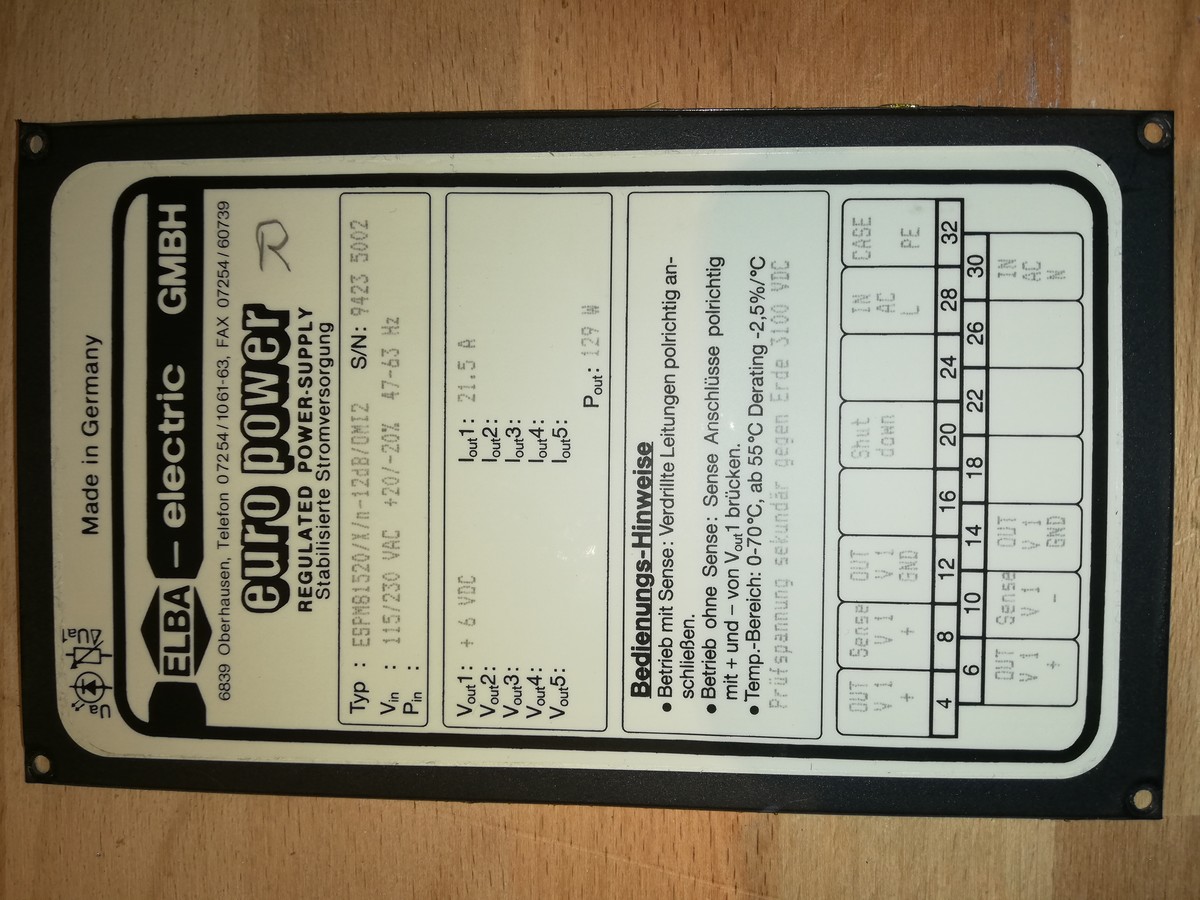 Made in Germany
ELBA – electric GMBH
6839 Oberhausen, Telefon 07254/1061-63, FAX 07254/60739
euro power
REGULATED POWER-SUPPLY
Stabilisierte Stromversorgung
R
Typ : ESPM81520/X/n-12dB/OMI2 S/N: 9423 5002
Vin : 115/230 VAC +20/-20% 47-63 Hz
Pin :
Vout1: + 6 VDC Iout1: 21.5 A
Vout2: Iout2:
Vout3: Iout3:
Vout4: Iout4:
Vout5: Iout5:
Pout: 129 W
Bedienungs-Hinweise
● Betrieb mit Sense: Verdrillte Leitungen polrichtig an-
schließen.
● Betrieb ohne Sense: Sense Anschlüsse polrichtig
mit + und – von Vout1 brücken.
● Temp.-Bereich: 0-70°C, ab 55°C Derating -2,5%/°C
Prüfspannung sekundär gegen Erde 3100 VDC
OUT Sense OUT Shut IN CASE
V 1 V 1 V 1 down AC
+ + GND L PE
4 8 12 16 20 24 28 32
6 10 14 18 22 26 30
OUT Sense OUT IN
V 1 V 1 V 1 AC
+ - GND N